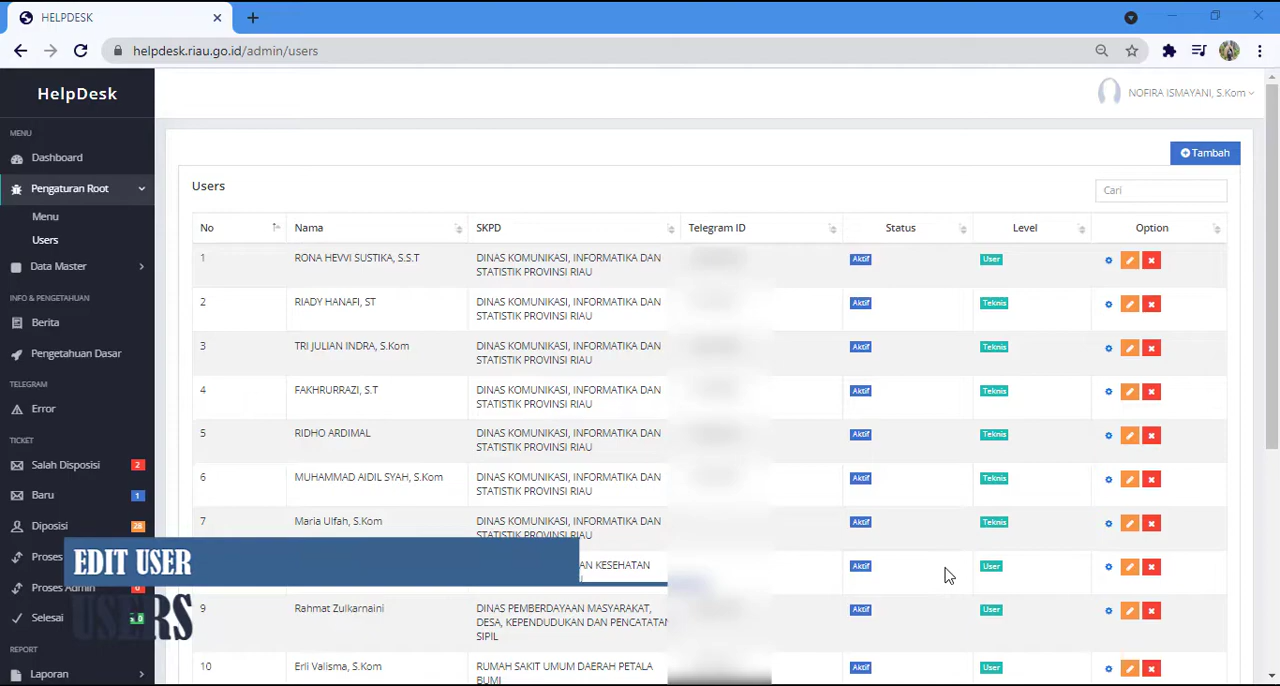 HELPDESK
helpdesk.riau.go.id/admin/users
HelpDesk
NOFIRA ISMAYANI, S.Kom
MENU
Dashboard
Pengaturan Root
Menu
Users
Data Master
INFO & PENGETAHUAN
Berita
Pengetahuan Dasar
TELEGRAM
Error
TICKET
Salah Disposisi 2
Baru 1
Diposisi 28
Proses
Proses Admin
Selesai
REPORT
Laporan
Tambah
Users
Cari
No Nama SKPD Telegram ID Status Level Option
1 RONA HEVVI SUSTIKA, S.S.T DINAS KOMUNIKASI, INFORMATIKA DAN Aktif User
STATISTIK PROVINSI RIAU
2 RIADY HANAFI, ST DINAS KOMUNIKASI, INFORMATIKA DAN Aktif Teknis
STATISTIK PROVINSI RIAU
3 TRI JULIAN INDRA, S.Kom DINAS KOMUNIKASI, INFORMATIKA DAN Aktif Teknis
STATISTIK PROVINSI RIAU
4 FAKHRURRAZI, S.T DINAS KOMUNIKASI, INFORMATIKA DAN Aktif Teknis
STATISTIK PROVINSI RIAU
5 RIDHO ARDIMAL DINAS KOMUNIKASI, INFORMATIKA DAN Aktif Teknis
STATISTIK PROVINSI RIAU
6 MUHAMMAD AIDIL SYAH, S.Kom DINAS KOMUNIKASI, INFORMATIKA DAN Aktif Teknis
STATISTIK PROVINSI RIAU
7 Maria Ulfah, S.Kom DINAS KOMUNIKASI, INFORMATIKA DAN Aktif Teknis
STATISTIK PROVINSI RIAU
KESEHATAN Aktif User
9 Rahmat Zulkarnaini DINAS PEMBERDAYAAN MASYARAKAT, Aktif User
DESA, KEPENDUDUKAN DAN PENCATATAN
SIPIL
10 Erli Valisma, S.Kom RUMAH SAKIT UMUM DAERAH PETALA Aktif User
BUMI
EDIT USER
USERS